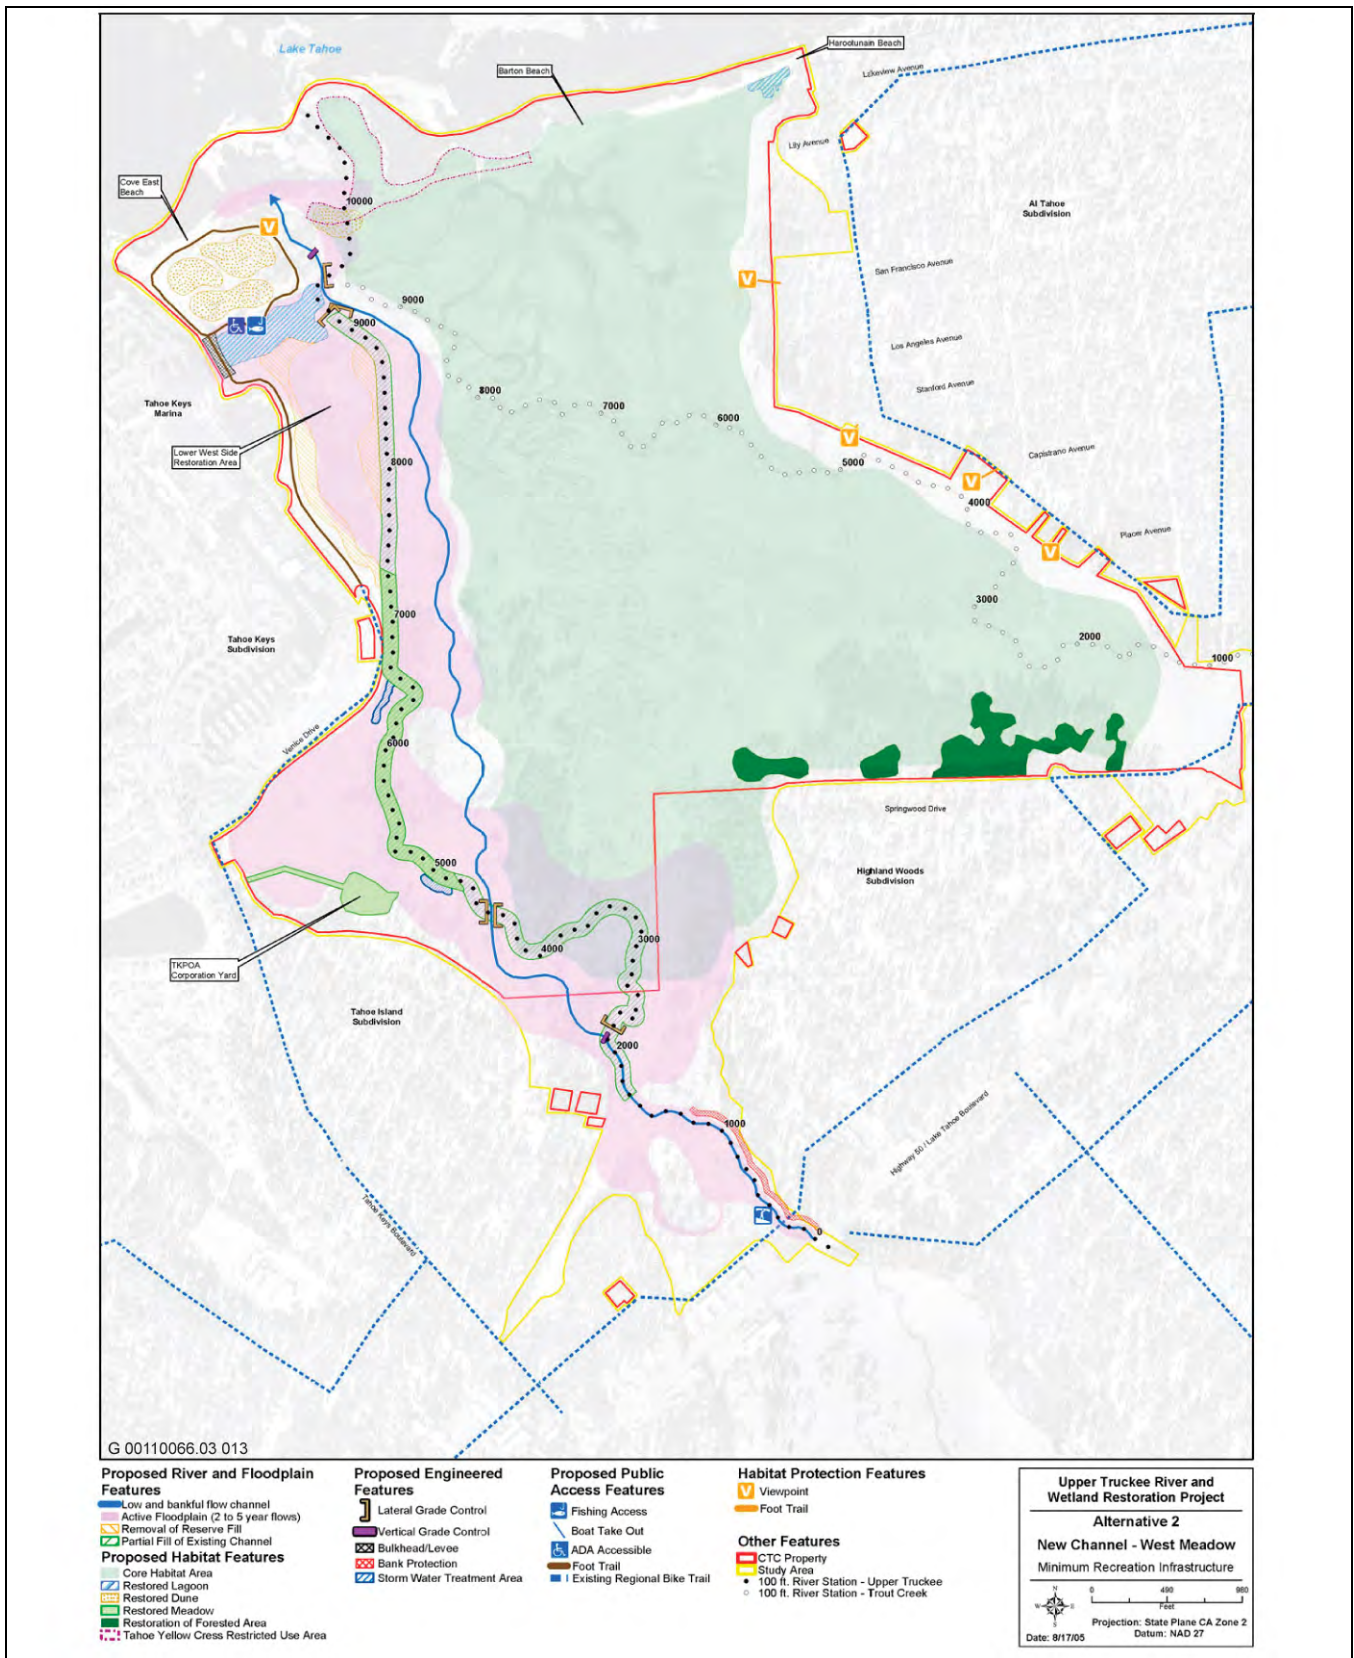 Lake Tahoe
Harootunain Beach
Barton Beach
Lakeview Avenue
Lily Avenue
Cove East
Beach
10000
Al Tahoe
Subdivision
San Francisco Avenue
9000
9000
Los Angeles Avenue
Stanford Avenue
8000
7000
6000
Tahoe Keys
Marina
Lower West Side
Restoration Area
8000
5000
Capistrano Avenue
4000
Placer Avenue
7000
3000
2000
1000
Tahoe Keys
Subdivision
Venice Drive
6000
Springwood Drive
5000
Highland Woods
Subdivision
4000
3000
TKPOA
Corporation Yard
Tahoe Island
Subdivision
2000
1000
Highway 50 / Lake Tahoe Boulevard
Tahoe Keys Boulevard
0
G 00110066.03 013
Proposed River and Floodplain
Features
Low and bankful flow channel
Active Floodplain (2 to 5 year flows)
Removal of Reserve Fill
Partial Fill of Existing Channel
Proposed Habitat Features
Core Habitat Area
Restored Lagoon
Restored Dune
Restored Meadow
Restoration of Forested Area
Tahoe Yellow Cress Restricted Use Area
Proposed Engineered
Features
Lateral Grade Control
Vertical Grade Control
Bulkhead/Levee
Bank Protection
Storm Water Treatment Area
Proposed Public
Access Features
Fishing Access
Boat Take Out
ADA Accessible
Foot Trail
Existing Regional Bike Trail
Habitat Protection Features
V Viewpoint
Foot Trail
Other Features
CTC Property
Study Area
100 ft. River Station - Upper Truckee
100 ft. River Station - Trout Creek
Upper Truckee River and
Wetland Restoration Project
Alternative 2
New Channel - West Meadow
Minimum Recreation Infrastructure
N
W E
S
0 490 980
Feet
Projection: State Plane CA Zone 2
Datum: NAD 27
Date: 8/17/05